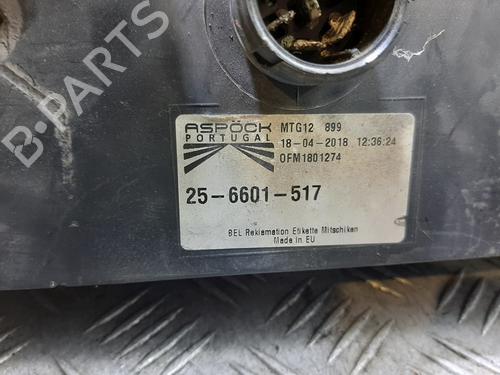 ASPÖCK
PORTUGAL
MTG12 899
18-04-2018 12:36:24
OFM1801274
25-6601-517
BEL Reklamation Etikette Mitschiken
Made in EU
B-PARTS